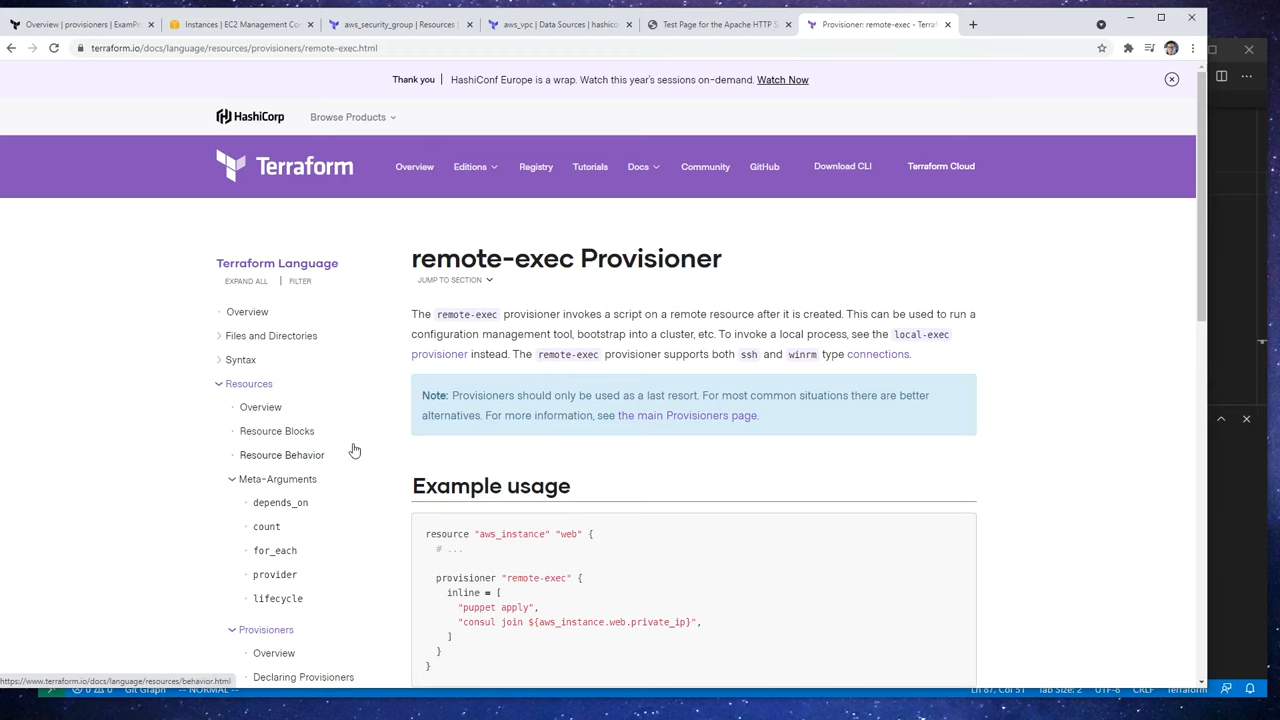 Overview | provisioners | ExamPro
Instances | EC2 Management Con
aws_security_group | Resources |
aws_vpc | Data Sources | hashico
Test Page for the Apache HTTP S
Provisioner: remote-exec - Terraf
terraform.io/docs/language/resources/provisioners/remote-exec.html
Thank you | HashiConf Europe is a wrap. Watch this year's sessions on-demand. Watch Now
HashiCorp Browse Products
Terraform Overview Editions Registry Tutorials Docs Community GitHub Download CLI Terraform Cloud
Terraform Language
EXPAND ALL | FILTER
Overview
Files and Directories
Syntax
Resources
Overview
Resource Blocks
Resource Behavior
Meta-Arguments
depends_on
count
for_each
provider
lifecycle
Provisioners
Overview
Declaring Provisioners
remote-exec Provisioner
JUMP TO SECTION
The remote-exec provisioner invokes a script on a remote resource after it is created. This can be used to run a
configuration management tool, bootstrap into a cluster, etc. To invoke a local process, see the local-exec
provisioner instead. The remote-exec provisioner supports both ssh and winrm type connections.
Note: Provisioners should only be used as a last resort. For most common situations there are better
alternatives. For more information, see the main Provisioners page.
Example usage
resource "aws_instance" "web" {
# ...
provisioner "remote-exec" {
inline = [
"puppet apply",
"consul join ${aws_instance.web.private_ip}",
]
}
}
https://www.terraform.io/docs/language/resources/behavior.html
0 0 Git Graph -- NORMAL -- Ln 87, Col 51 Tab Size: 2 UTF-8 CRLF Terraform